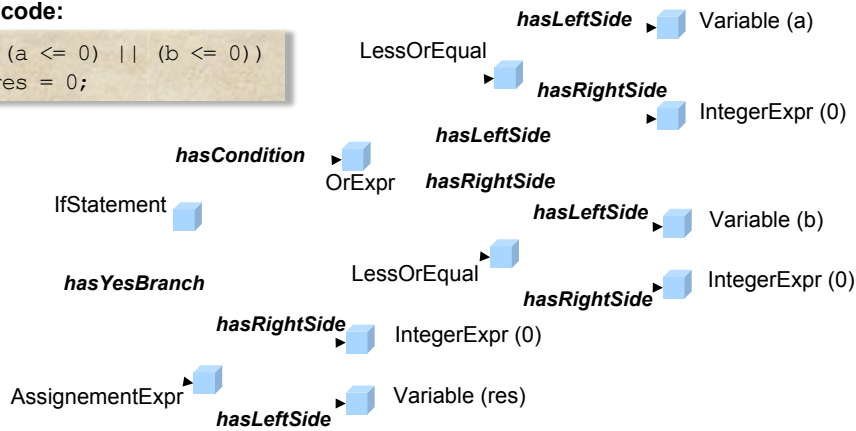 code:
(a <= 0) || (b <= 0))
res = 0;
hasLeftSide
Variable (a)
LessOrEqual
hasRightSide
IntegerExpr (0)
hasLeftSide
hasCondition
OrExpr
hasRightSide
IfStatement
hasLeftSide
Variable (b)
LessOrEqual
hasYesBranch
hasRightSide
IntegerExpr (0)
hasRightSide
IntegerExpr (0)
AssignementExpr
Variable (res)
hasLeftSide